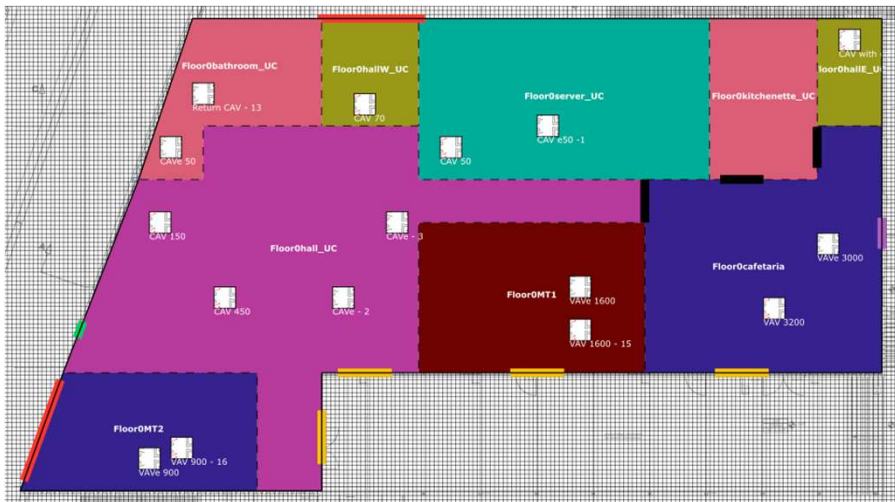 CAV with
Floor0bathroom_UC
Floor0hallW_UC
Floor0hallE_U
Return CAV - 13
CAV 70
Floor0server_UC
Floor0kitchenette_UC
CAV e50 -1
CAVe 50
CAV 50
CAV 150
CAVe - 3
Floor0hall_UC
VAVe 3000
Floor0cafetaria
Floor0MT1
VAVe 1600
CAV 450
CAVe - 2
VAV 3200
VAV 1600 - 15
Floor0MT2
VAV 900 - 16
VAVe 900